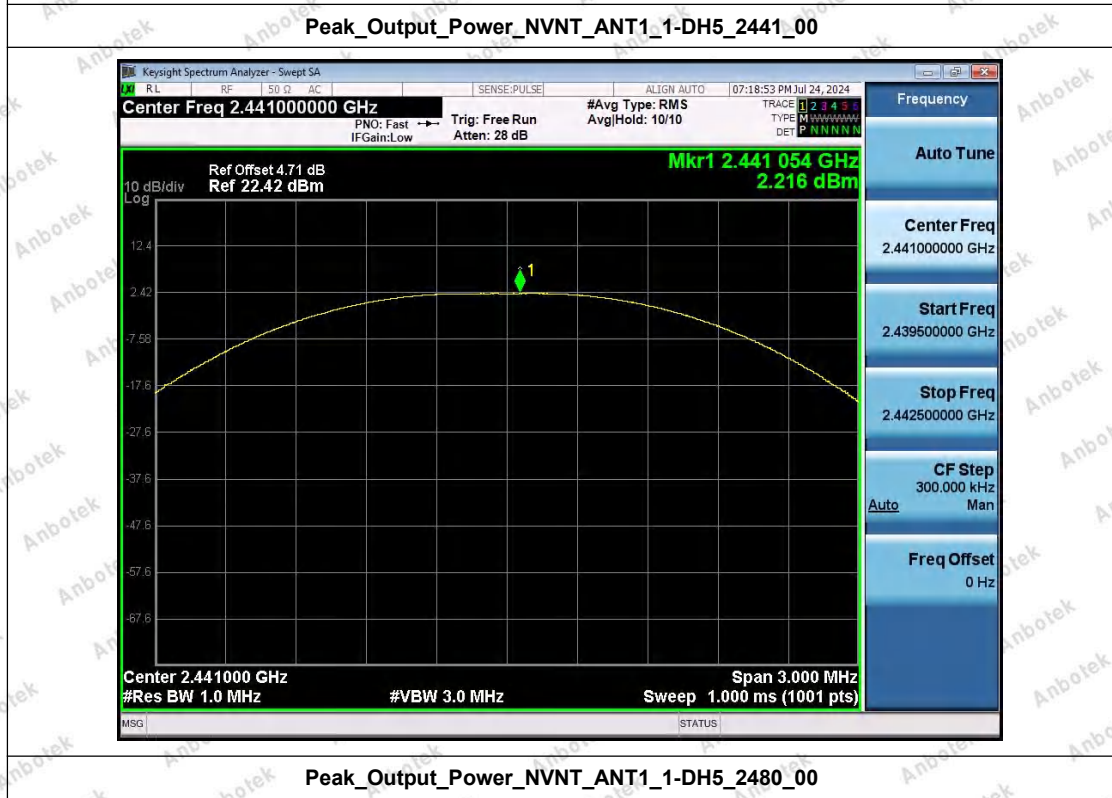 Peak_Output_Power_NVNT_ANT1_1-DH5_2441_00
Keysight Spectrum Analyzer - Swept SA
LXI RL RF 50 Ω AC SENSE:PULSE ALIGN AUTO 07:18:53 PM Jul 24, 2024
Center Freq 2.441000000 GHz
PNO: Fast
IFGain:Low
Trig: Free Run
Atten: 28 dB
#Avg Type: RMS
Avg|Hold: 10/10
TRACE 1 2 3 4 5 6
TYPE M WWWWW
DET P N N N N N
Ref Offset 4.71 dB
10 dB/div Ref 22.42 dBm
Log
Mkr1 2.441 054 GHz
2.216 dBm
12.4
2.42
-7.58
-17.6
-27.6
-37.6
-47.6
-57.6
-67.6
1
Center 2.441000 GHz Span 3.000 MHz
#Res BW 1.0 MHz #VBW 3.0 MHz Sweep 1.000 ms (1001 pts)
MSG STATUS
Frequency
Auto Tune
Center Freq
2.441000000 GHz
Start Freq
2.439500000 GHz
Stop Freq
2.442500000 GHz
CF Step
300.000 kHz
Auto Man
Freq Offset
0 Hz
Peak_Output_Power_NVNT_ANT1_1-DH5_2480_00
Anbotek